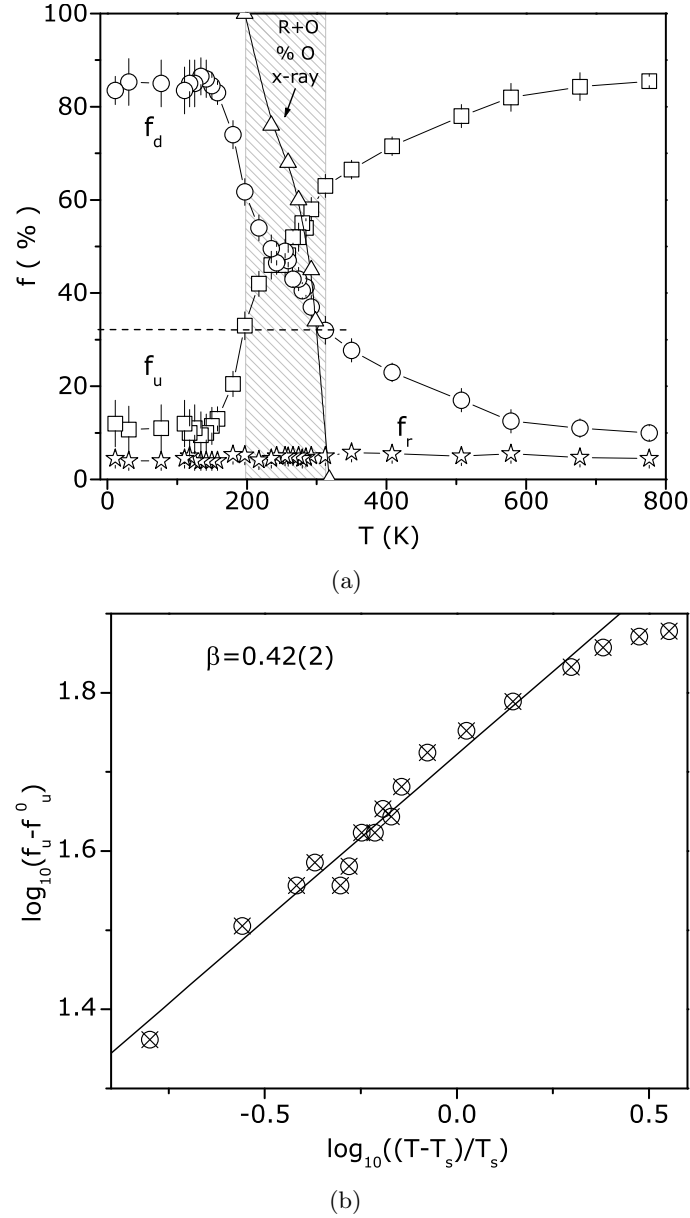 100
80
60
40
20
0
f ( % )
R+O
% O
x-ray
f_d
f_u
f_r
0 200 400 600 800
T (K)
(a)
β=0.42(2)
1.8
1.6
1.4
log₁₀(f_u-f⁰_u)
-0.5 0.0 0.5
log₁₀((T-T_s)/T_s)
(b)